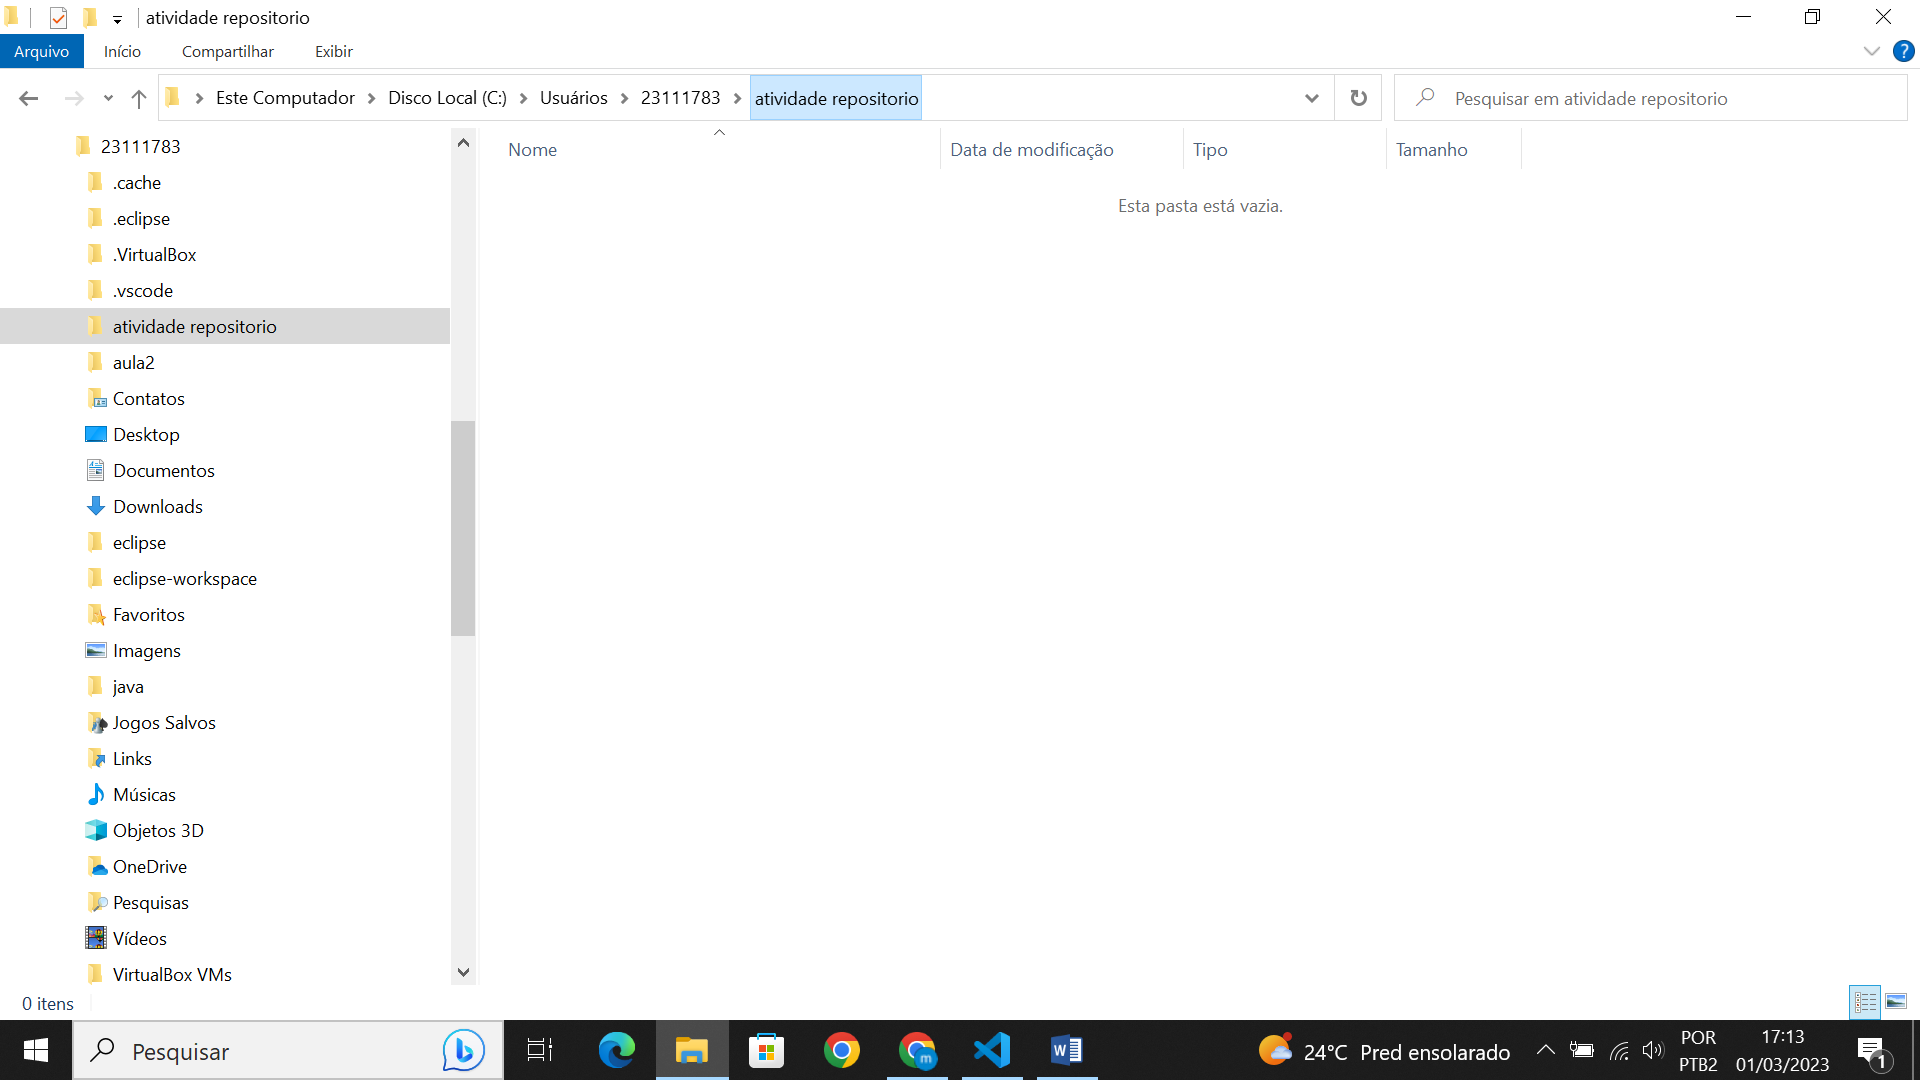 atividade repositorio
Arquivo Início Compartilhar Exibir
Este Computador Disco Local (C:) Usuários 23111783 atividade repositorio Pesquisar em atividade repositorio
23111783
.cache
.eclipse
.VirtualBox
.vscode
atividade repositorio
aula2
Contatos
Desktop
Documentos
Downloads
eclipse
eclipse-workspace
Favoritos
Imagens
java
Jogos Salvos
Links
Músicas
Objetos 3D
OneDrive
Pesquisas
Vídeos
VirtualBox VMs
Nome Data de modificação Tipo Tamanho
Esta pasta está vazia.
0 itens
Pesquisar
m
24°C Pred ensolarado
POR
PTB2
17:13
01/03/2023
1